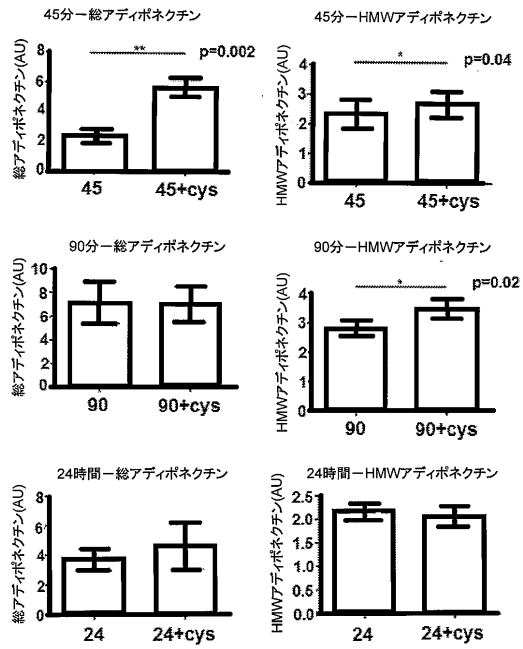 45分−総アディポネクチン
総アディポネクチン(AU)
8
6
4
2
0
**
p=0.002
45
45+cys
45分−HMWアディポネクチン
HMWアディポネクチン(AU)
4
3
2
1
0
*
p=0.04
45
45+cys
90分−総アディポネクチン
総アディポネクチン(AU)
10
8
6
4
2
0
90
90+cys
90分−HMWアディポネクチン
HMWアディポネクチン(AU)
4
3
2
1
0
*
p=0.02
90
90+cys
24時間−総アディポネクチン
総アディポネクチン(AU)
8
6
4
2
0
24
24+cys
24時間−HMWアディポネクチン
HMWアディポネクチン(AU)
2.5
2.0
2.1
1.0
0.5
0.0
24
24+cys